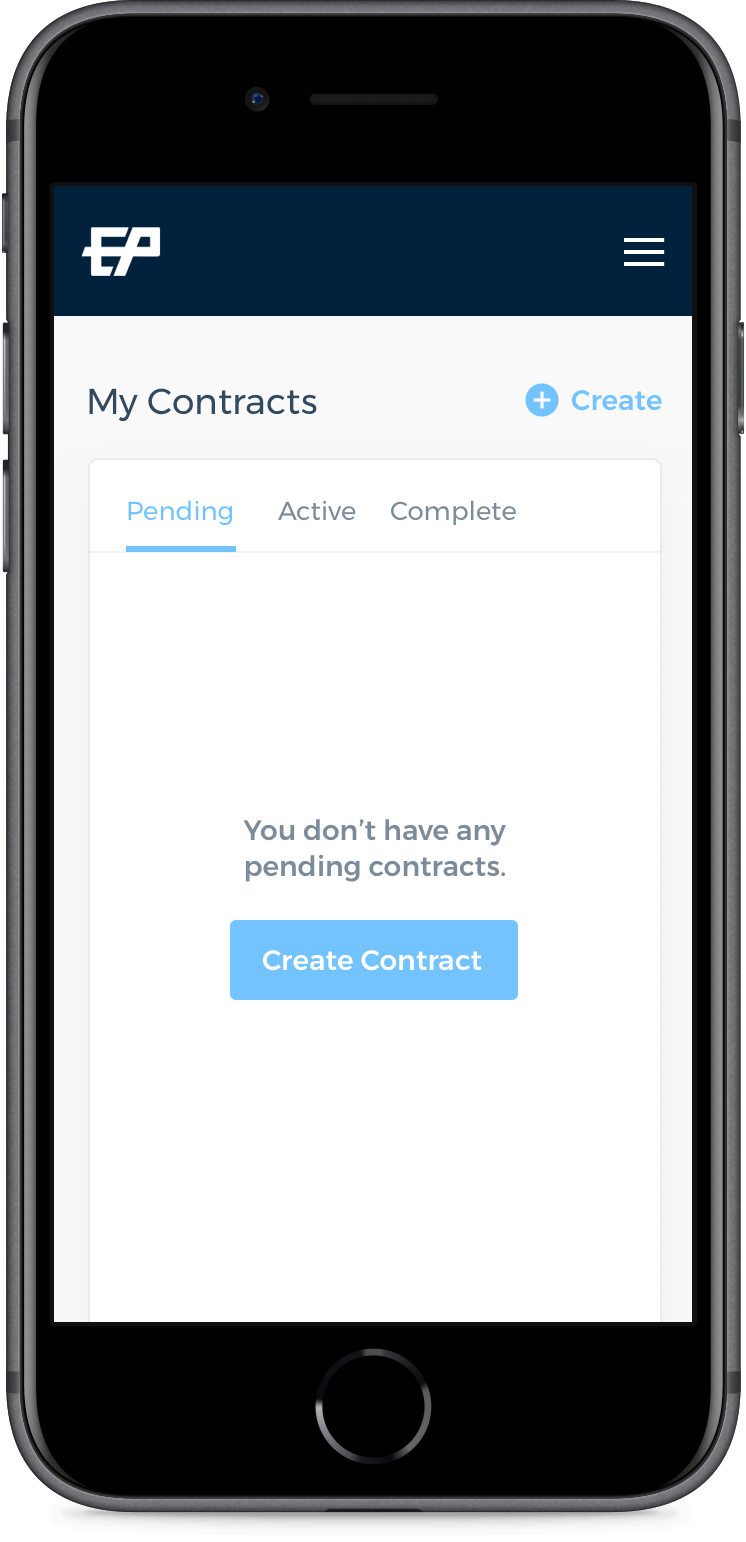 EP
My Contracts
Create
Pending Active Complete
You don’t have any
pending contracts.
Create Contract